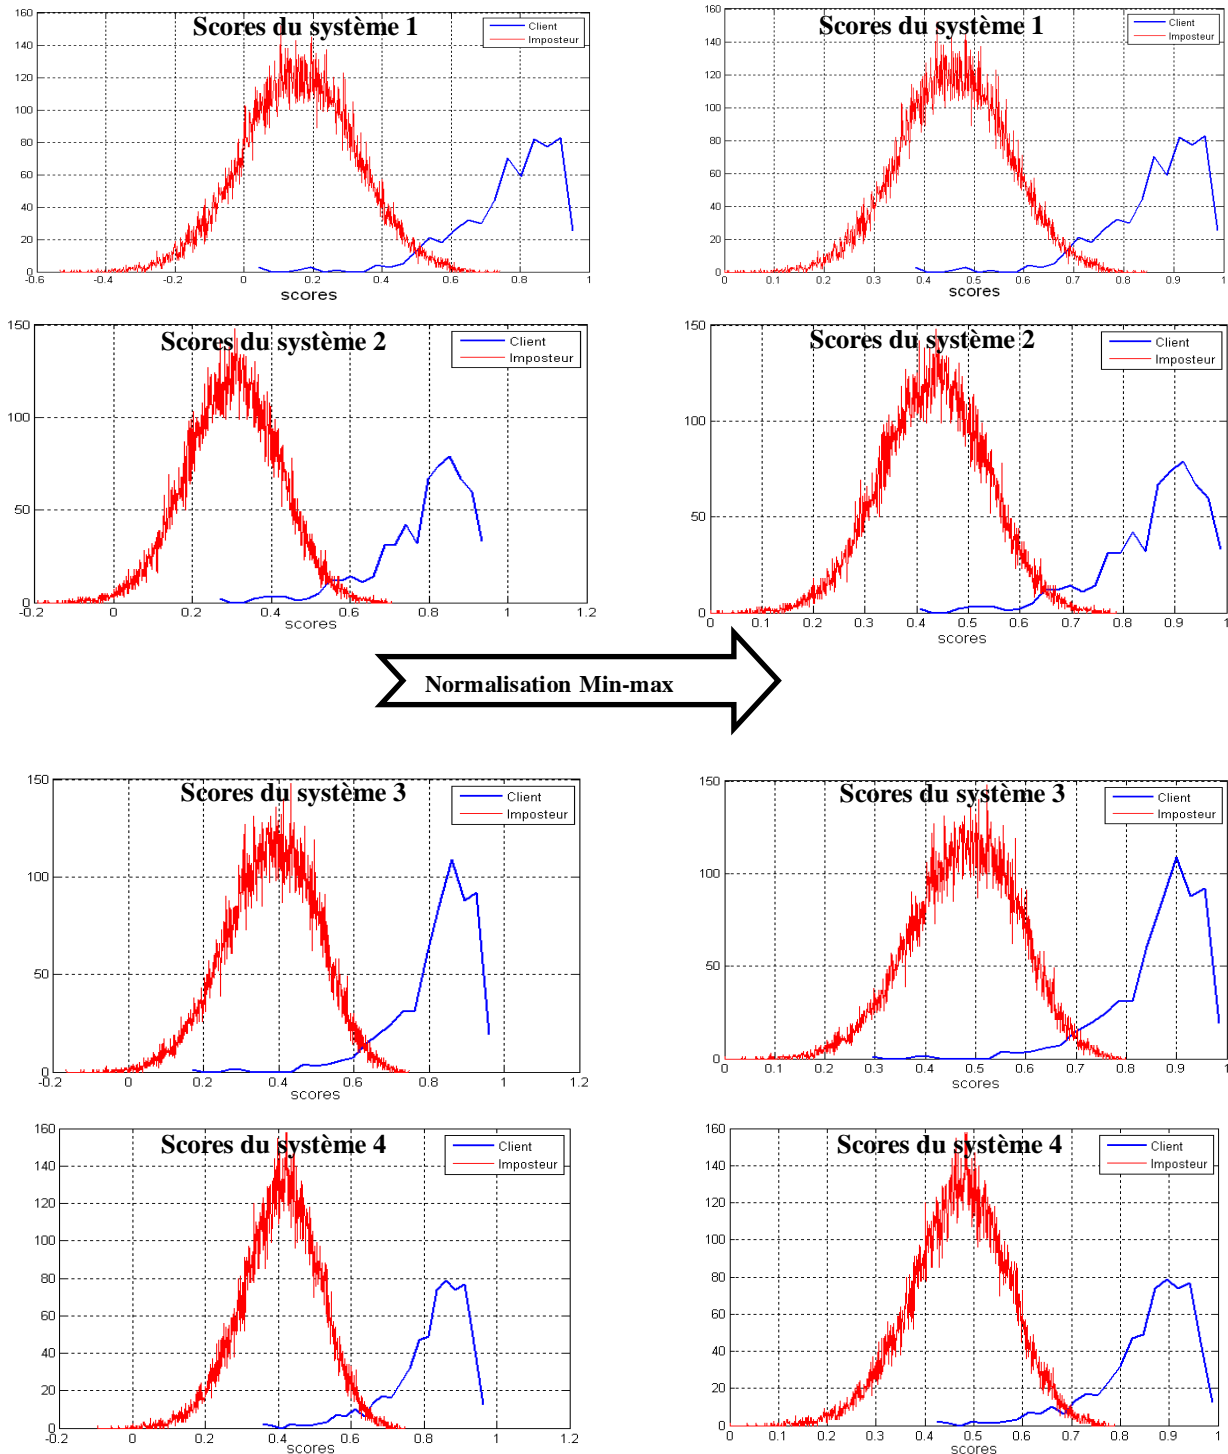 Scores du système 1
Client
Imposteur
160
140
120
100
80
60
40
20
0
-0.6 -0.4 -0.2 0 0.2 0.4 0.6 0.8 1
scores
Scores du système 1
Client
Imposteur
160
140
120
100
80
60
40
20
0
0 0.1 0.2 0.3 0.4 0.5 0.6 0.7 0.8 0.9 1
scores
Scores du système 2
Client
Imposteur
150
100
50
0
-0.2 0 0.2 0.4 0.6 0.8 1 1.2
scores
Scores du système 2
Client
Imposteur
150
100
50
0
0 0.1 0.2 0.3 0.4 0.5 0.6 0.7 0.8 0.9 1
scores
Normalisation Min-max
Scores du système 3
Client
Imposteur
150
100
50
0
-0.2 0 0.2 0.4 0.6 0.8 1 1.2
scores
Scores du système 3
Client
Imposteur
150
100
50
0
0 0.1 0.2 0.3 0.4 0.5 0.6 0.7 0.8 0.9 1
scores
Scores du système 4
Client
Imposteur
160
140
120
100
80
60
40
20
0
-0.2 0 0.2 0.4 0.6 0.8 1 1.2
scores
Scores du système 4
Client
Imposteur
160
140
120
100
80
60
40
20
0
0 0.1 0.2 0.3 0.4 0.5 0.6 0.7 0.8 0.9 1
scores